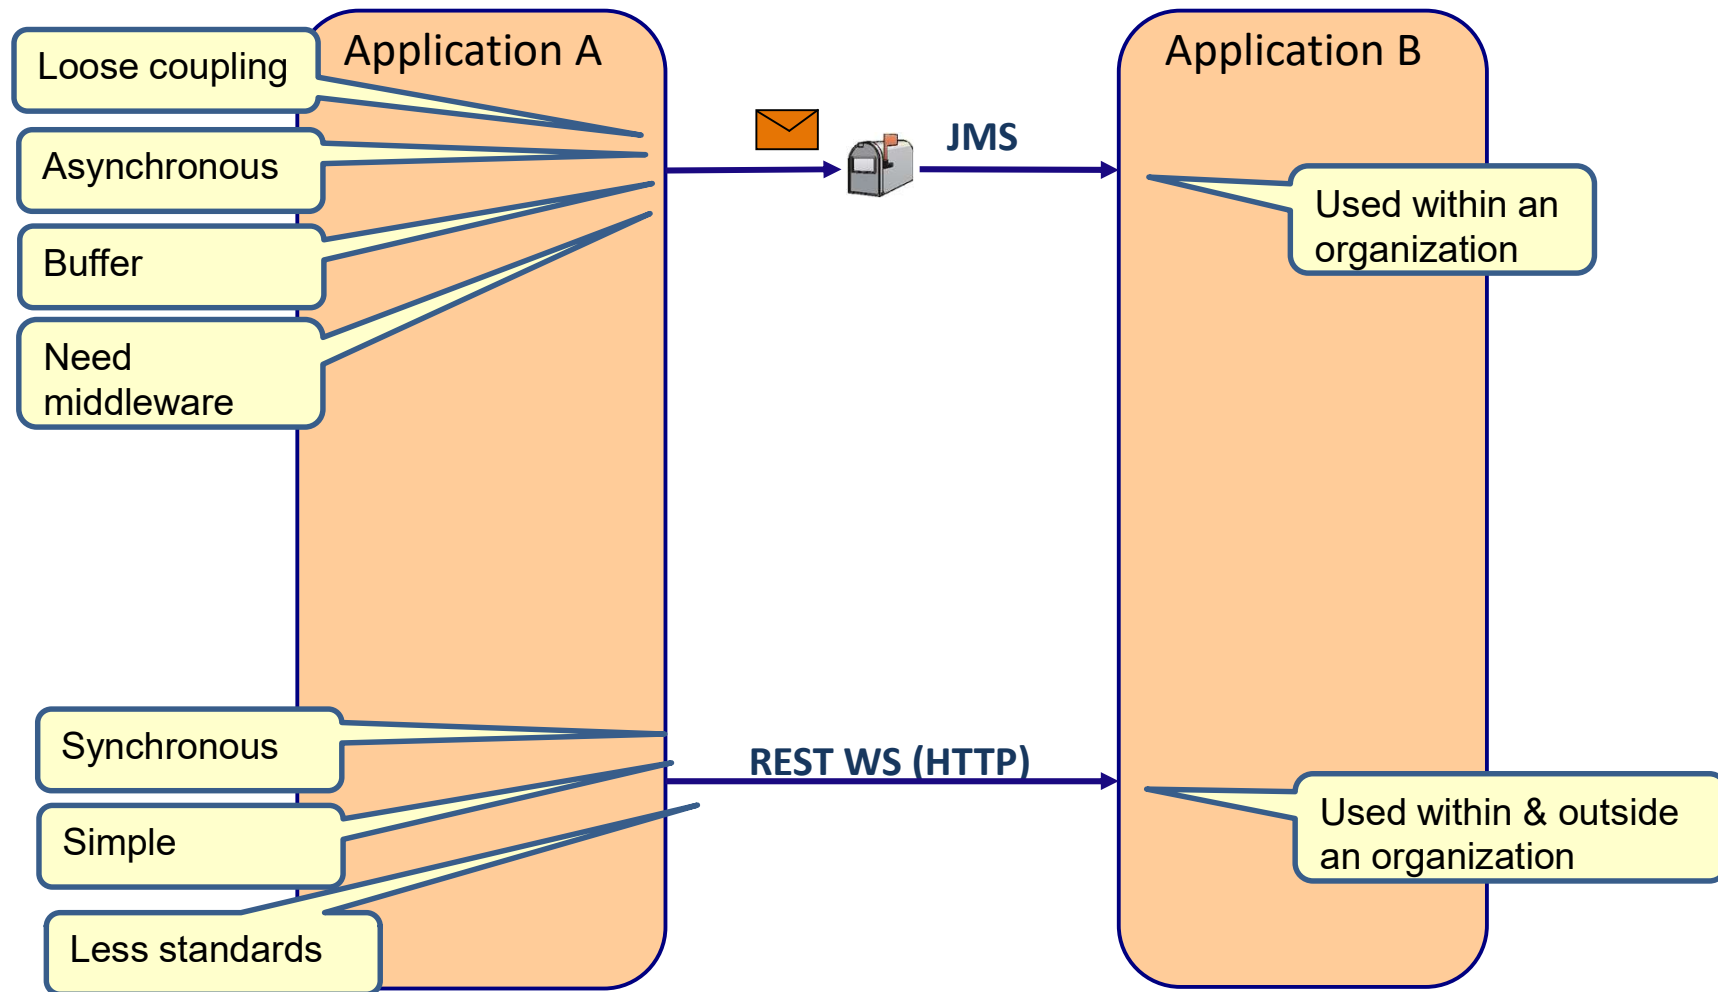 Application A
Application B
Loose coupling
Asynchronous
Buffer
Need
middleware
JMS
Used within an
organization
Synchronous
Simple
Less standards
REST WS (HTTP)
Used within & outside
an organization